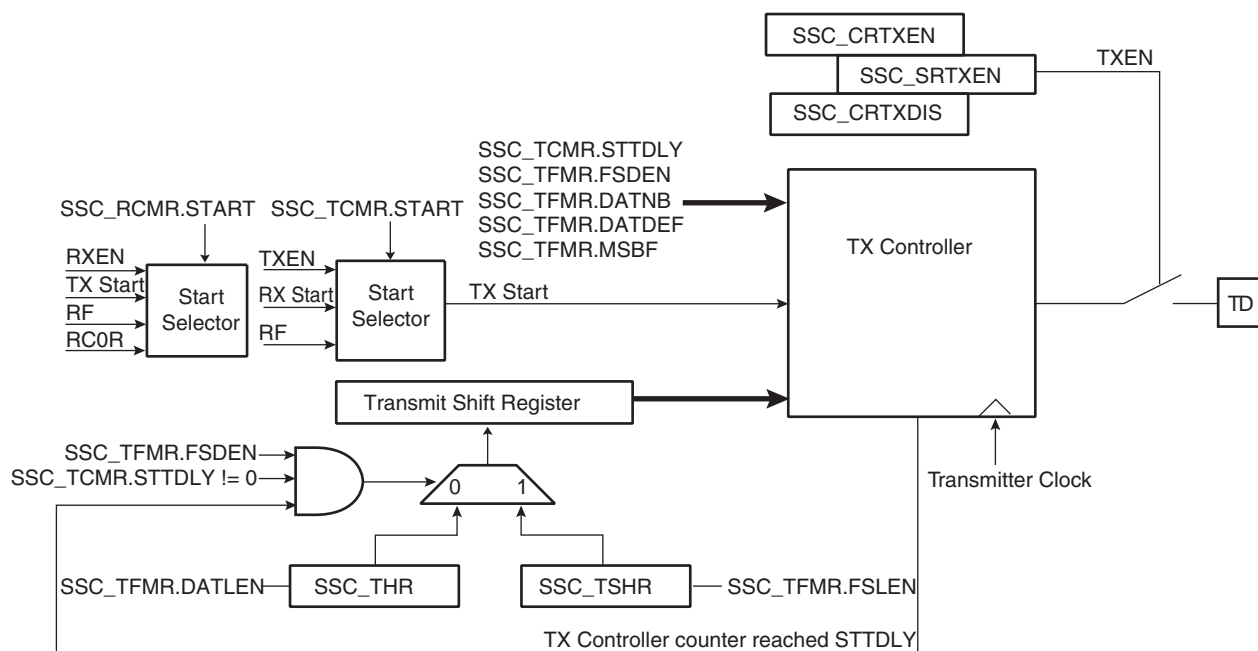 SSC_CRTXEN
SSC_SRTXEN
TXEN
SSC_CRTXDIS
SSC_TCMR.STTDLY
SSC_TFMR.FSDEN
SSC_TFMR.DATNB
SSC_TFMR.DATDEF
SSC_TFMR.MSBF
SSC_RCMR.START
SSC_TCMR.START
RXEN
TX Start
RF
RC0R
Start
Selector
TXEN
RX Start
RF
Start
Selector
TX Start
TX Controller
TD
Transmit Shift Register
Transmitter Clock
SSC_TFMR.FSDEN
SSC_TCMR.STTDLY != 0
0
1
SSC_TFMR.DATLEN
SSC_THR
SSC_TSHR
SSC_TFMR.FSLEN
TX Controller counter reached STTDLY